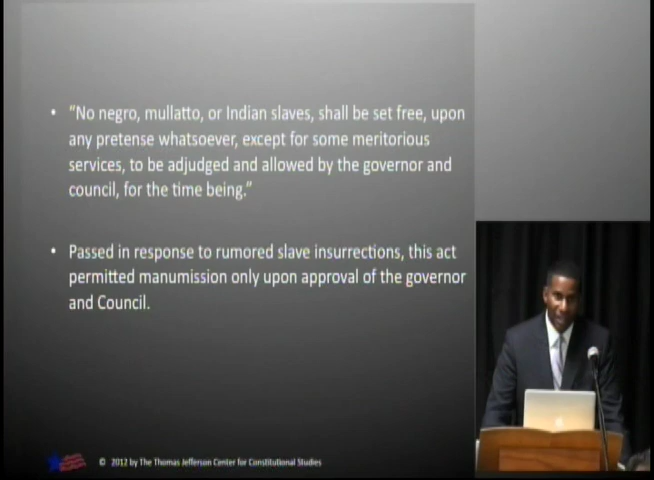 • "No negro, mullatto, or Indian slaves, shall be set free, upon
any pretense whatsoever, except for some meritorious
services, to be adjudged and allowed by the governor and
council, for the time being."
• Passed in response to rumored slave insurrections, this act
permitted manumission only upon approval of the governor
and Council.
© 2012 by The Thomas Jefferson Center for Constitutional Studies